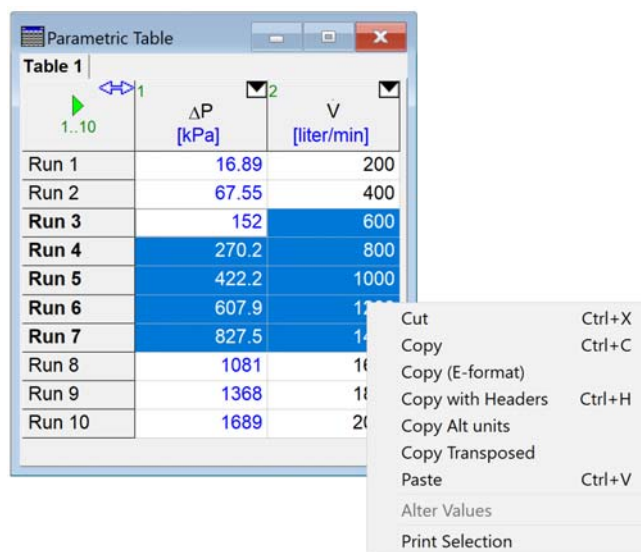 Parametric Table
Table 1
1..10
1 ΔP [kPa] 2 V̇ [liter/min]
Run 1 16.89 200
Run 2 67.55 400
Run 3 152 600
Run 4 270.2 800
Run 5 422.2 1000
Run 6 607.9
Run 7 827.5
Run 8 1081
Run 9 1368
Run 10 1689
Cut Ctrl+X
Copy Ctrl+C
Copy (E-format)
Copy with Headers Ctrl+H
Copy Alt units
Copy Transposed
Paste Ctrl+V
Alter Values
Print Selection